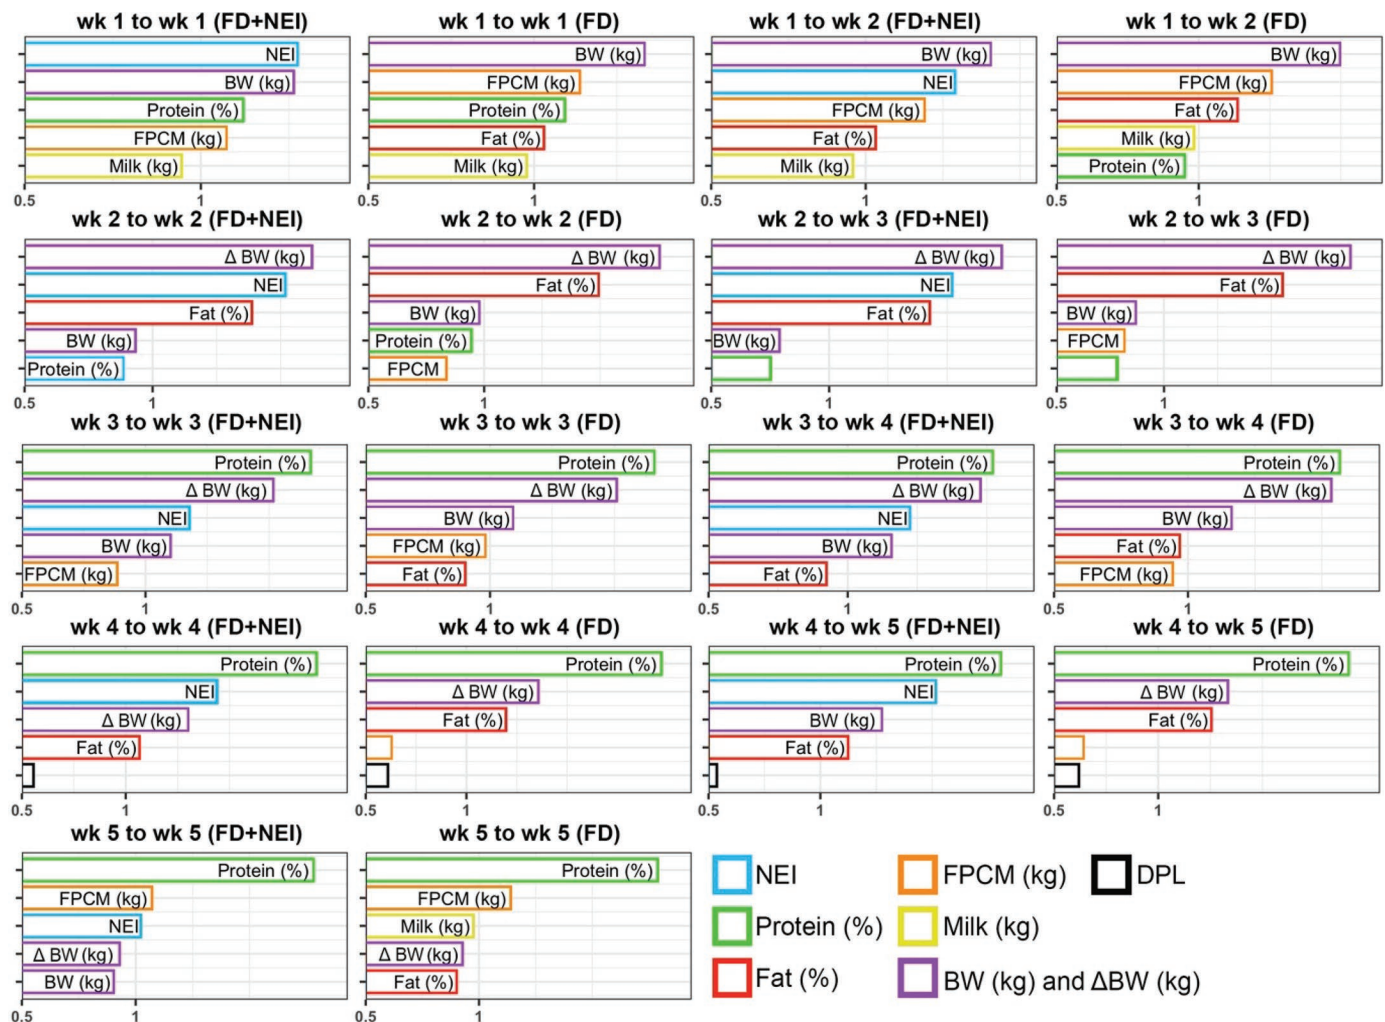 wk 1 to wk 1 (FD+NEI)
NEI
BW (kg)
Protein (%)
FPCM (kg)
Milk (kg)
0.5 1
wk 1 to wk 1 (FD)
BW (kg)
FPCM (kg)
Protein (%)
Fat (%)
Milk (kg)
0.5 1
wk 1 to wk 2 (FD+NEI)
BW (kg)
NEI
FPCM (kg)
Fat (%)
Milk (kg)
0.5 1
wk 1 to wk 2 (FD)
BW (kg)
FPCM (kg)
Fat (%)
Milk (kg)
Protein (%)
0.5 1
wk 2 to wk 2 (FD+NEI)
Δ BW (kg)
NEI
Fat (%)
BW (kg)
Protein (%)
0.5 1
wk 2 to wk 2 (FD)
Δ BW (kg)
Fat (%)
BW (kg)
Protein (%)
FPCM
0.5 1
wk 2 to wk 3 (FD+NEI)
Δ BW (kg)
NEI
Fat (%)
BW (kg)
0.5 1
wk 2 to wk 3 (FD)
Δ BW (kg)
Fat (%)
BW (kg)
FPCM
0.5 1
wk 3 to wk 3 (FD+NEI)
Protein (%)
Δ BW (kg)
NEI
BW (kg)
FPCM (kg)
0.5 1
wk 3 to wk 3 (FD)
Protein (%)
Δ BW (kg)
BW (kg)
FPCM (kg)
Fat (%)
0.5 1
wk 3 to wk 4 (FD+NEI)
Protein (%)
Δ BW (kg)
NEI
BW (kg)
Fat (%)
0.5 1
wk 3 to wk 4 (FD)
Protein (%)
Δ BW (kg)
BW (kg)
Fat (%)
FPCM (kg)
0.5 1
wk 4 to wk 4 (FD+NEI)
Protein (%)
NEI
Δ BW (kg)
Fat (%)
0.5 1
wk 4 to wk 4 (FD)
Protein (%)
Δ BW (kg)
Fat (%)
0.5 1
wk 4 to wk 5 (FD+NEI)
Protein (%)
NEI
BW (kg)
Fat (%)
0.5 1
wk 4 to wk 5 (FD)
Protein (%)
Δ BW (kg)
Fat (%)
0.5 1
wk 5 to wk 5 (FD+NEI)
Protein (%)
FPCM (kg)
NEI
Δ BW (kg)
BW (kg)
0.5 1
wk 5 to wk 5 (FD)
Protein (%)
FPCM (kg)
Milk (kg)
Δ BW (kg)
Fat (%)
0.5 1
NEI
Protein (%)
Fat (%)
FPCM (kg)
Milk (kg)
BW (kg) and ΔBW (kg)
DPL